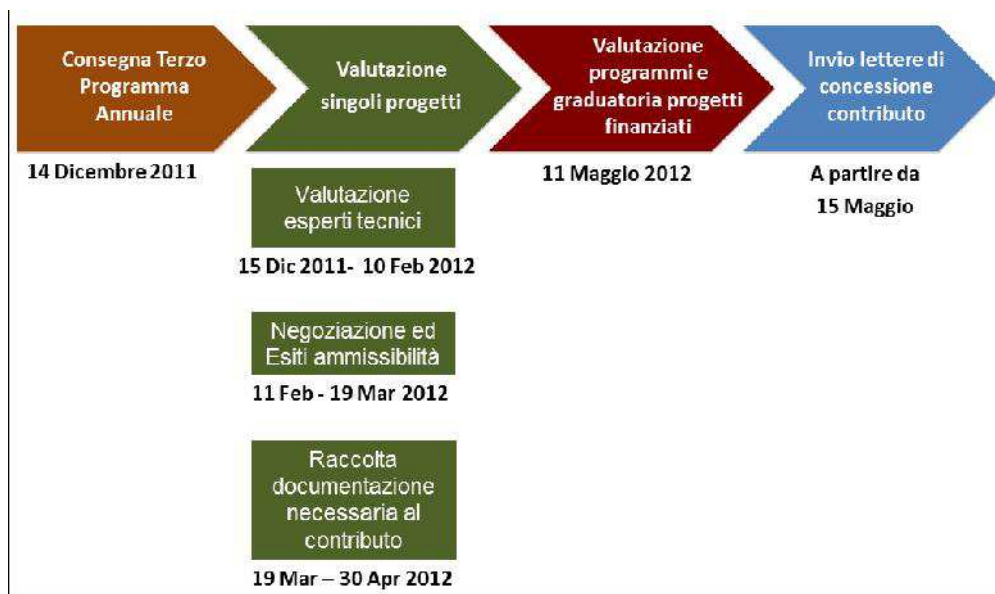 Consegna Terzo
Programma
Annuale
14 Dicembre 2011
Valutazione
singoli progetti
Valutazione
esperti tecnici
15 Dic 2011- 10 Feb 2012
Negoziazione ed
Esiti ammissibilità
11 Feb - 19 Mar 2012
Raccolta
documentazione
necessaria al
contributo
19 Mar – 30 Apr 2012
Valutazione
programmi e
graduatoria progetti
finanziati
11 Maggio 2012
Invio lettere di
concessione
contributo
A partire da
15 Maggio